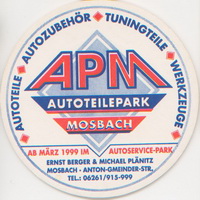 AUTOTEILE • AUTOZUBEHÖR • TUNINGTEILE • WERKZEUGE •
APM
AUTOTEILEPARK
MOSBACH
AB MÄRZ 1999 IM AUTOSERVICE-PARK
ERNST BERGER & MICHAEL PLÄNITZ
MOSBACH - ANTON-GMEINDER-STR.
TEL.: 06261/915-999